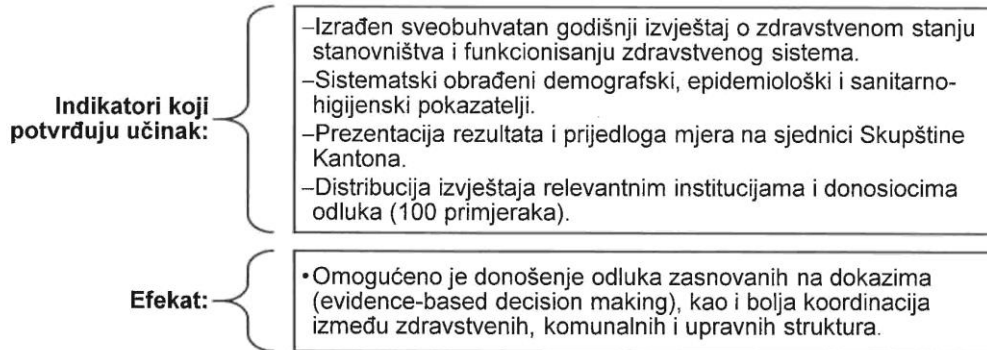 Indikatori koji
potvrđuju učinak:
–Izrađen sveobuhvatan godišnji izvještaj o zdravstvenom stanju
stanovništva i funkcionisanju zdravstvenog sistema.
–Sistematski obrađeni demografski, epidemiološki i sanitarno-
higijenski pokazatelji.
–Prezentacija rezultata i prijedloga mjera na sjednici Skupštine
Kantona.
–Distribucija izvještaja relevantnim institucijama i donosiocima
odluka (100 primjeraka).
Efekat:
•Omogućeno je donošenje odluka zasnovanih na dokazima
(evidence-based decision making), kao i bolja koordinacija
između zdravstvenih, komunalnih i upravnih struktura.